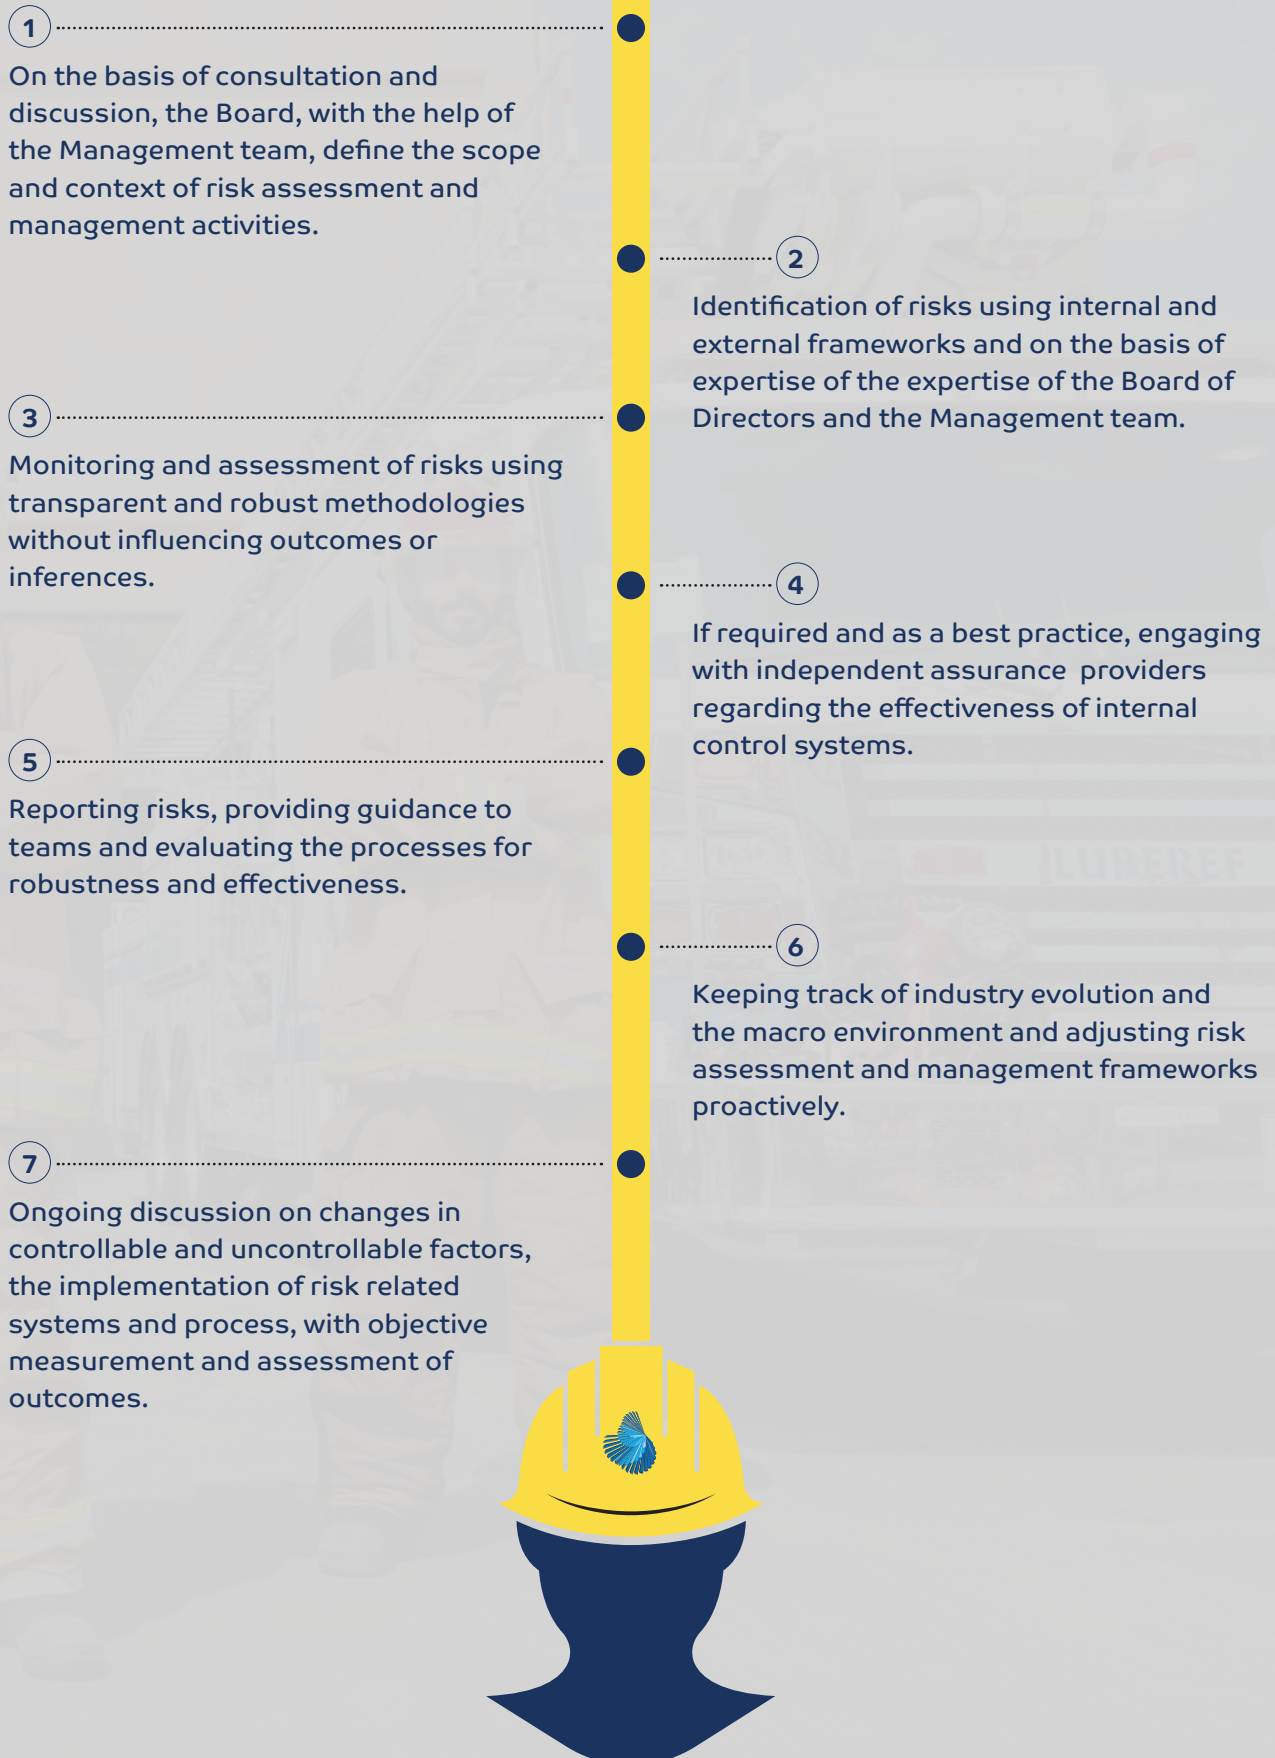 1
On the basis of consultation and
discussion, the Board, with the help of
the Management team, define the scope
and context of risk assessment and
management activities.
2
Identification of risks using internal and
external frameworks and on the basis of
expertise of the expertise of the Board of
Directors and the Management team.
3
Monitoring and assessment of risks using
transparent and robust methodologies
without influencing outcomes or
inferences.
4
If required and as a best practice, engaging
with independent assurance  providers
regarding the effectiveness of internal
control systems.
5
Reporting risks, providing guidance to
teams and evaluating the processes for
robustness and effectiveness.
LUBEREF
6
Keeping track of industry evolution and
the macro environment and adjusting risk
assessment and management frameworks
proactively.
7
Ongoing discussion on changes in
controllable and uncontrollable factors,
the implementation of risk related
systems and process, with objective
measurement and assessment of
outcomes.